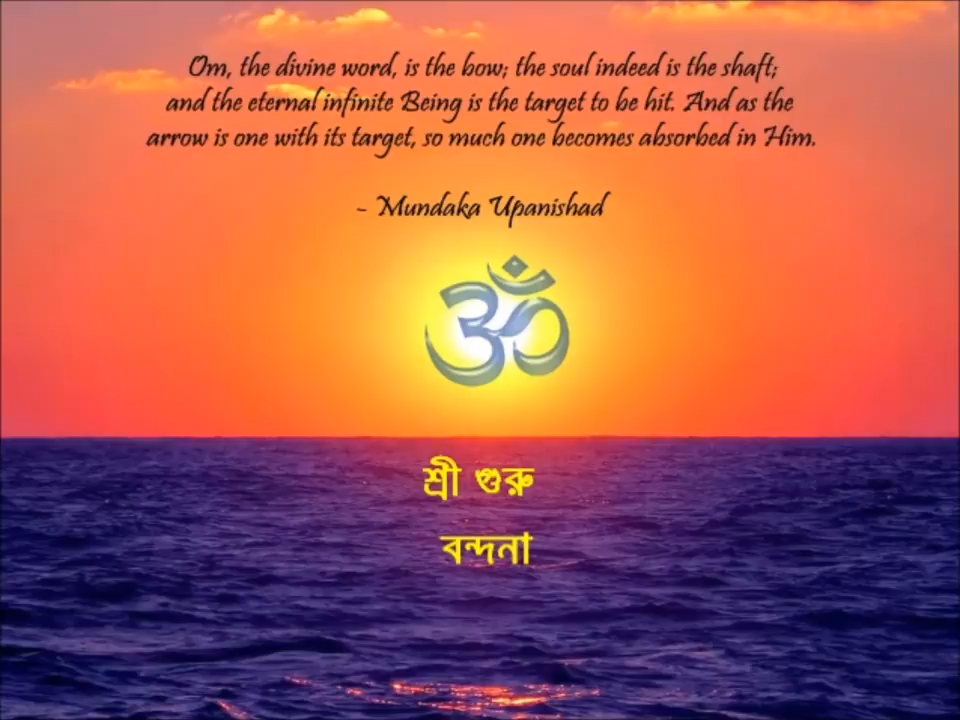 Om, the divine word, is the bow; the soul indeed is the shaft;
and the eternal infinite Being is the target to be hit. And as the
arrow is one with its target, so much one becomes absorbed in Him.
- Mundaka Upanishad
ॐ
শ্রী গুরু
বন্দনা